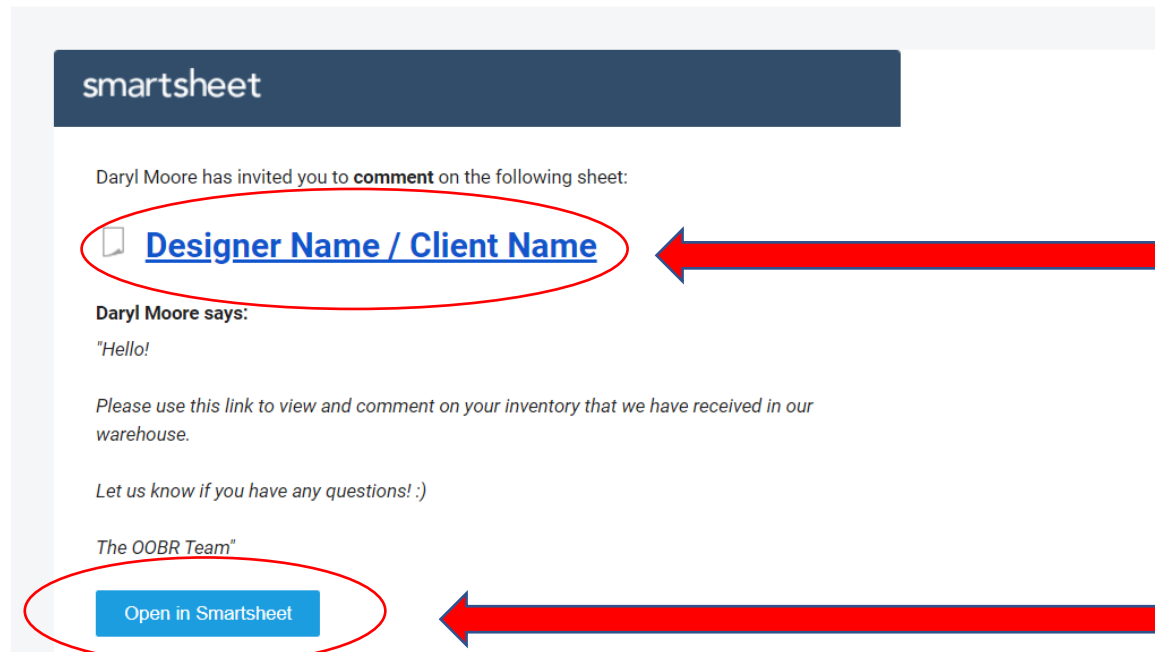 smartsheet
Daryl Moore has invited you to comment on the following sheet:
Designer Name / Client Name
Daryl Moore says:
"Hello!
Please use this link to view and comment on your inventory that we have received in our
warehouse.
Let us know if you have any questions! :)
The OOBR Team"
Open in Smartsheet